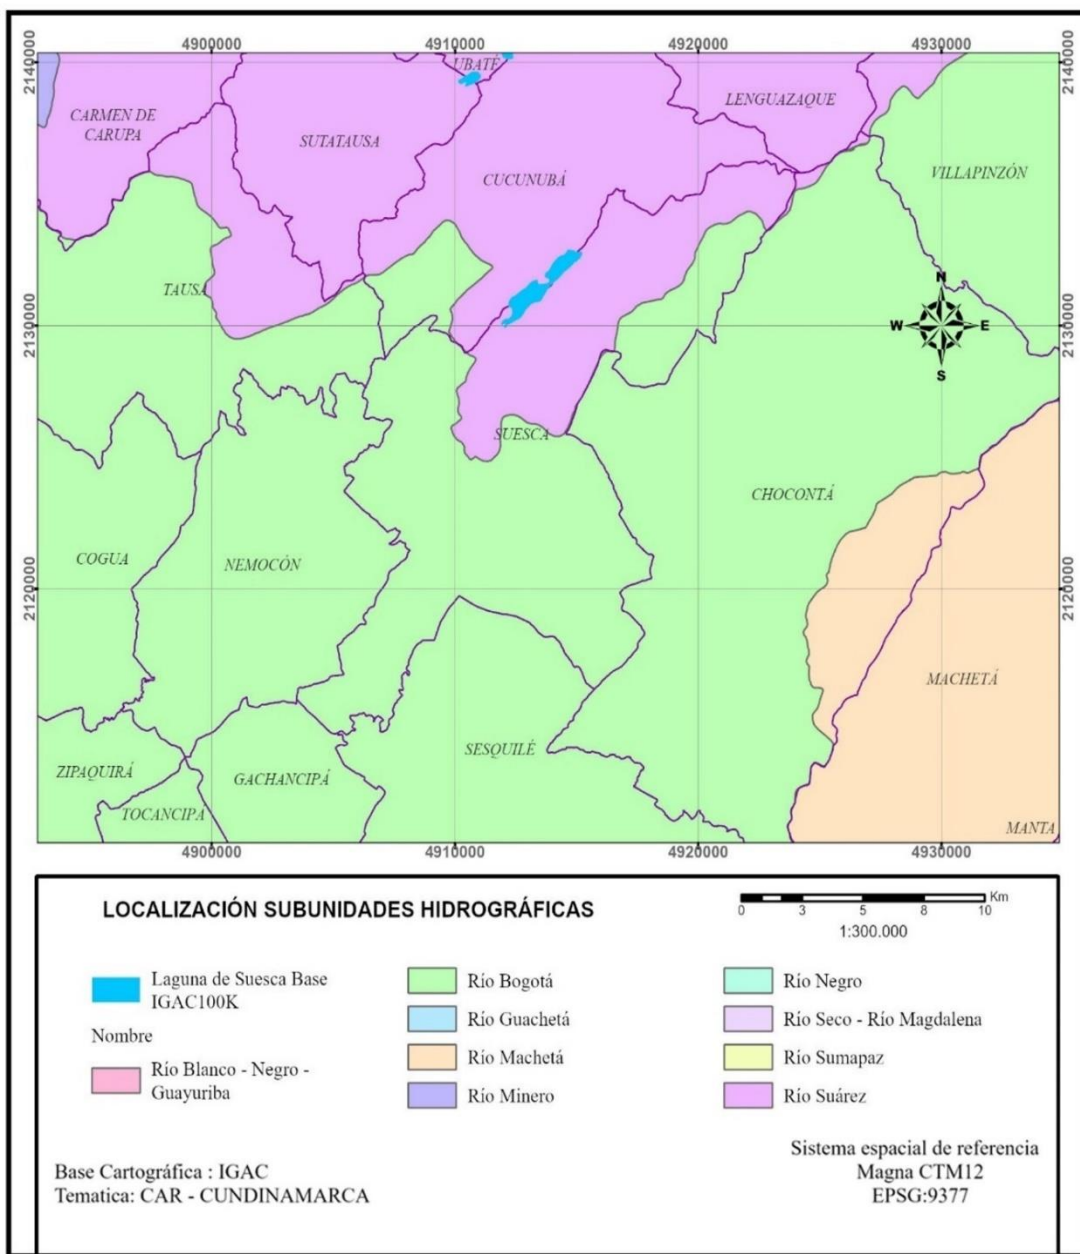 4900000 4910000 4920000 4930000
2140000 2140000
UBATÉ
LENGUAZAQUE
CARMEN DE
CARUPA
SUTATAUSA
CUCUNUBÁ
VILLAPINZÓN
N
TAUSA
2130000 W E 2130000
S
SUESCA
CHOCONTÁ
COGUA
NEMOCÓN
2120000 2120000
MACHETÁ
SESQUILÉ
ZIPAQUIRÁ
GACHANCIPÁ
TOCANCIPÁ
MANTA
4900000 4910000 4920000 4930000
LOCALIZACIÓN SUBUNIDADES HIDROGRÁFICAS
Km
0 3 5 8 10
1:300.000
Laguna de Suesca Base
IGAC100K
Nombre
Río Blanco - Negro -
Guayuriba
Río Bogotá
Río Guachetá
Río Machetá
Río Minero
Río Negro
Río Seco - Río Magdalena
Río Sumapaz
Río Suárez
Base Cartográfica : IGAC
Tematica: CAR - CUNDINAMARCA
Sistema espacial de referencia
Magna CTM12
EPSG:9377